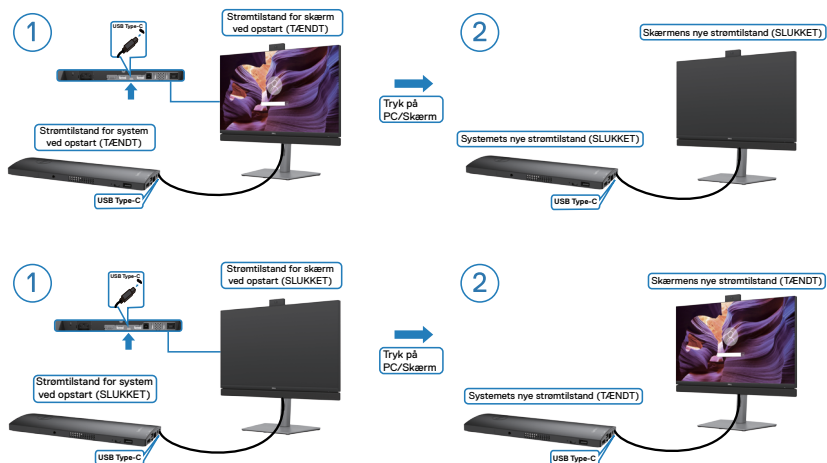 1
USB Type-C
Strømtilstand for skærm
ved opstart (TÆNDT)
Strømtilstand for system
ved opstart (TÆNDT)
USB Type-C
Tryk på
PC/Skærm
2
Skærmens nye strømtilstand (SLUKKET)
Systemets nye strømtilstand (SLUKKET)
USB Type-C
1
USB Type-C
Strømtilstand for skærm
ved opstart (SLUKKET)
Strømtilstand for system
ved opstart (SLUKKET)
USB Type-C
Tryk på
PC/Skærm
2
Skærmens nye strømtilstand (TÆNDT)
Systemets nye strømtilstand (TÆNDT)
USB Type-C